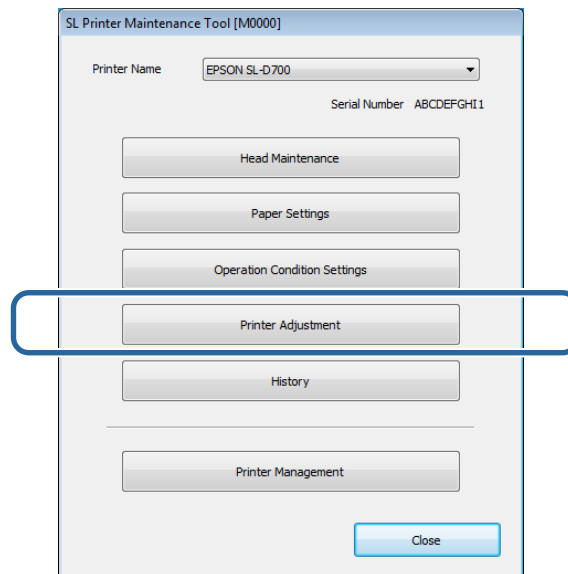 SL Printer Maintenance Tool [M0000]
Printer Name EPSON SL-D700
Serial Number ABCDEFGHI1
Head Maintenance
Paper Settings
Operation Condition Settings
Printer Adjustment
History
Printer Management
Close